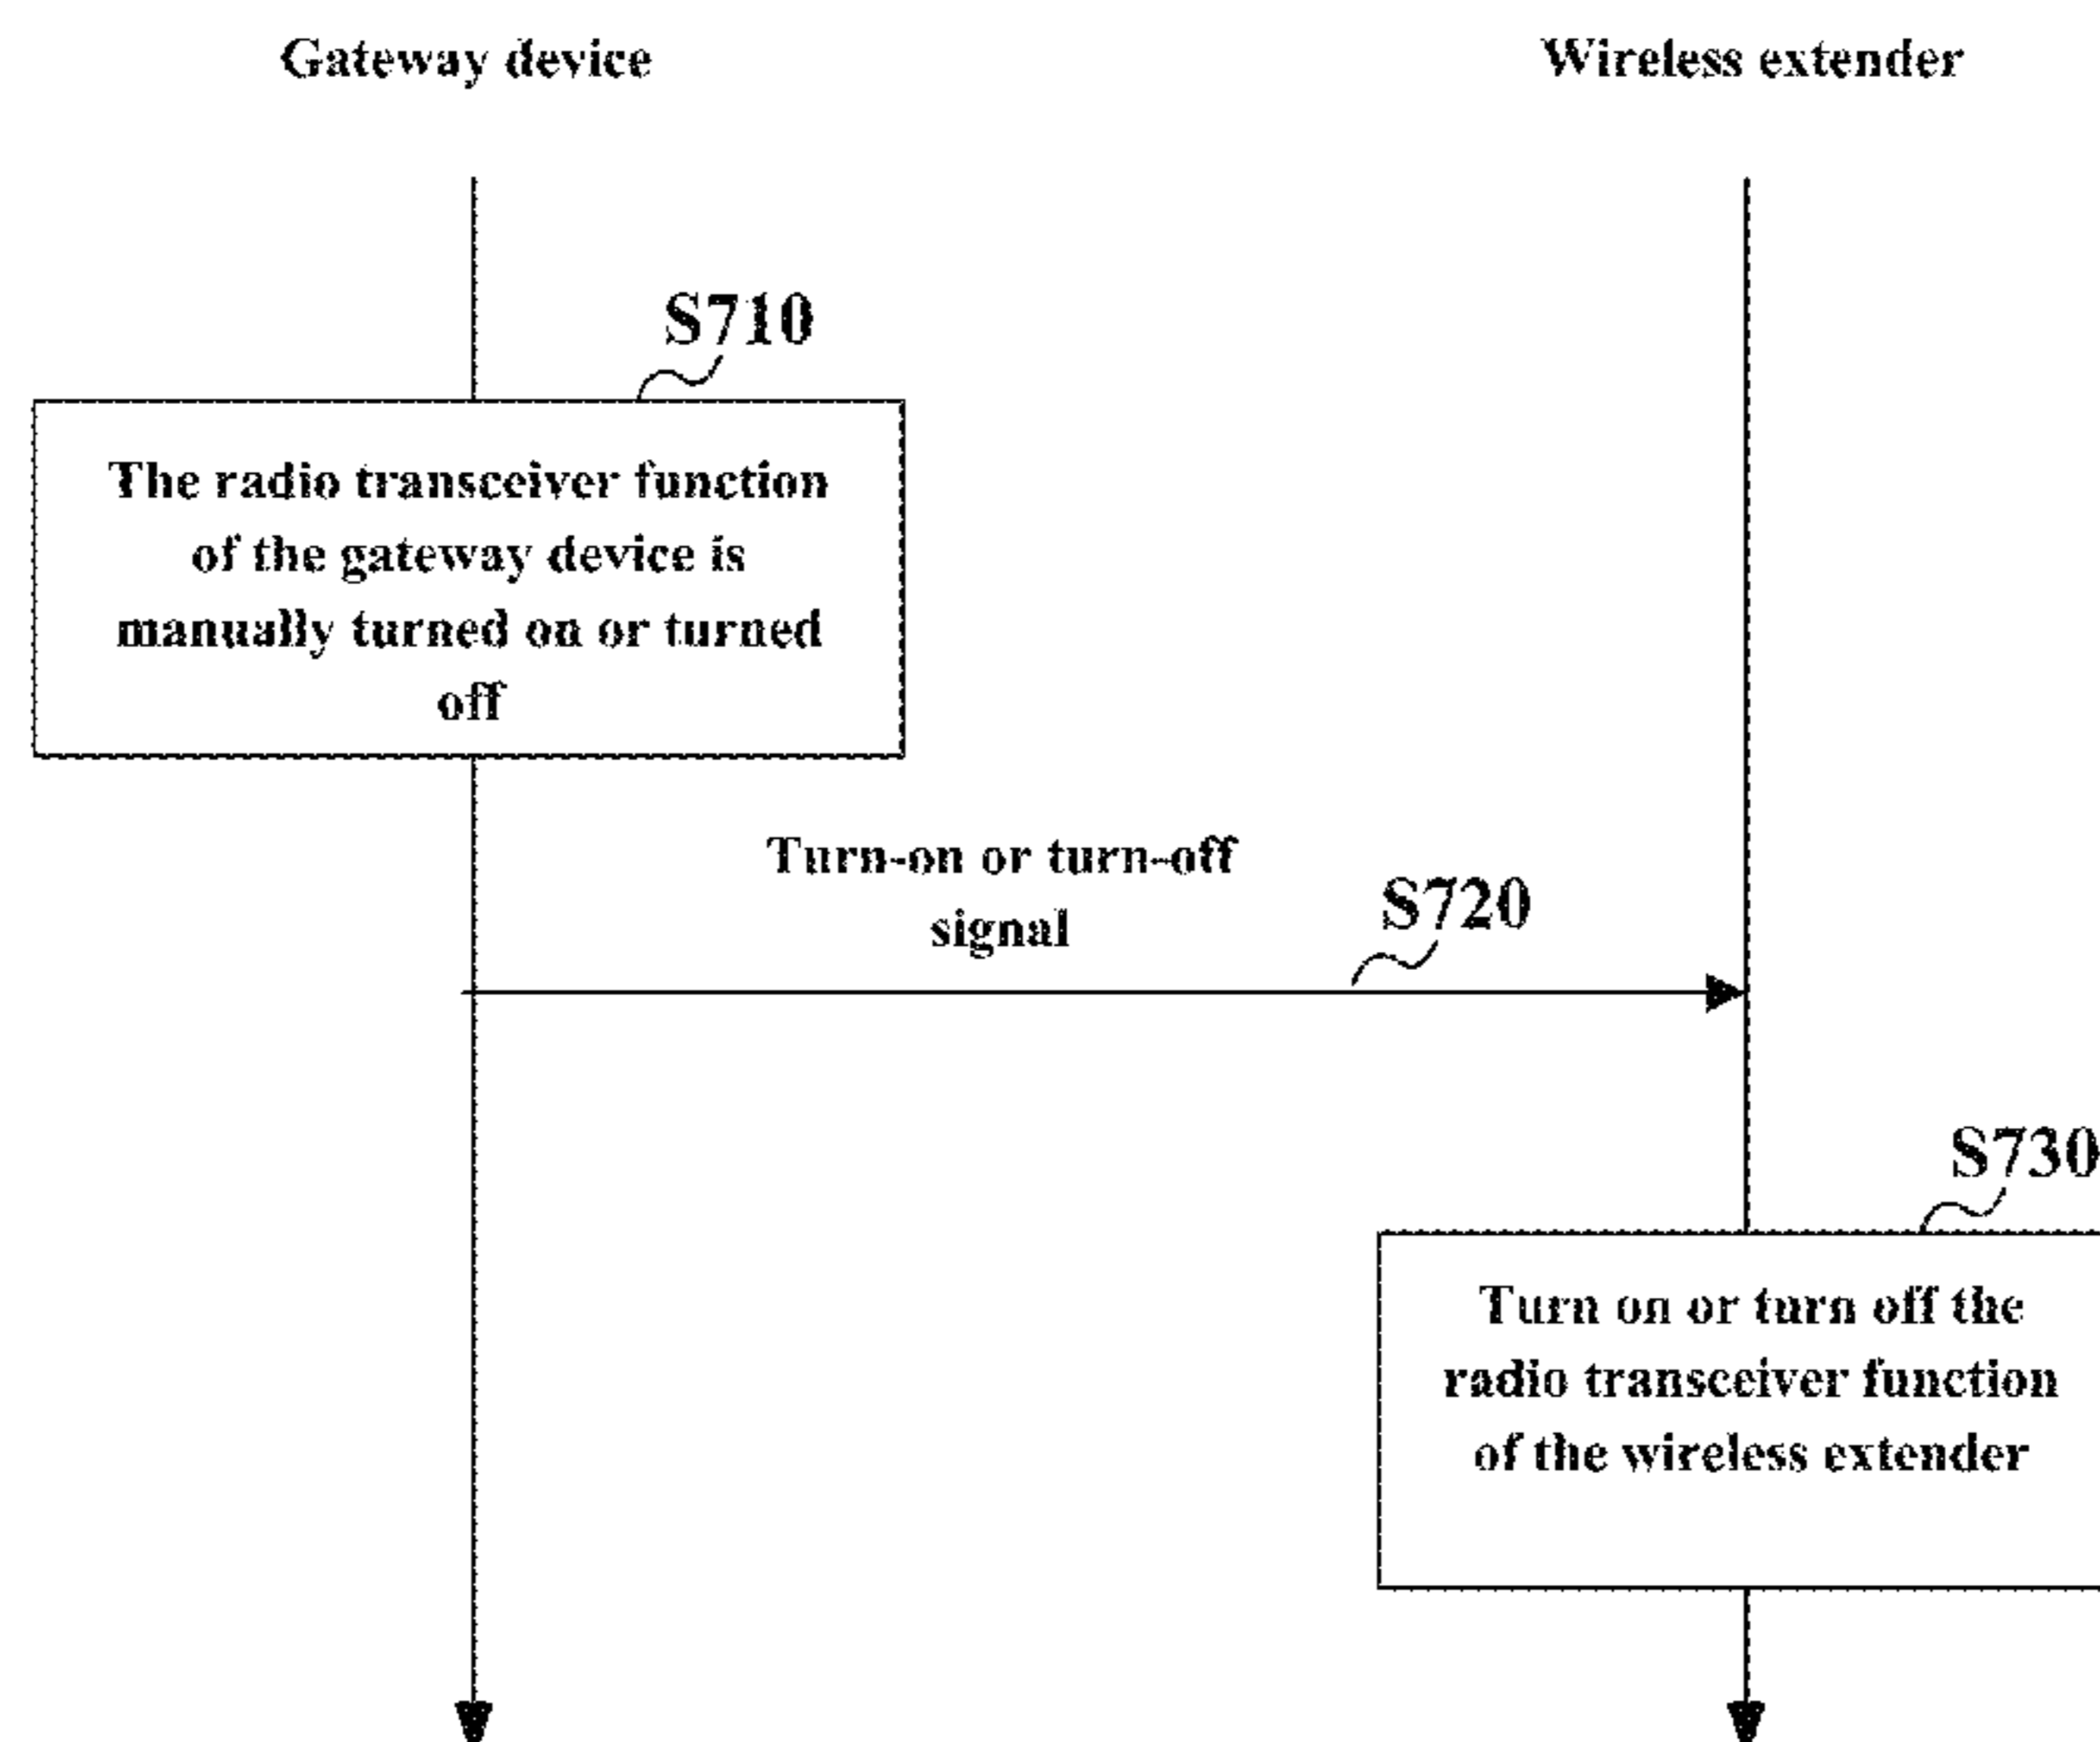 Gateway device
Wireless extender
S710
The radio transceiver function
of the gateway device is
manually turned on or turned
off
Turn-on or turn-off
signal
S720
S730
Turn on or turn off the
radio transceiver function
of the wireless extender